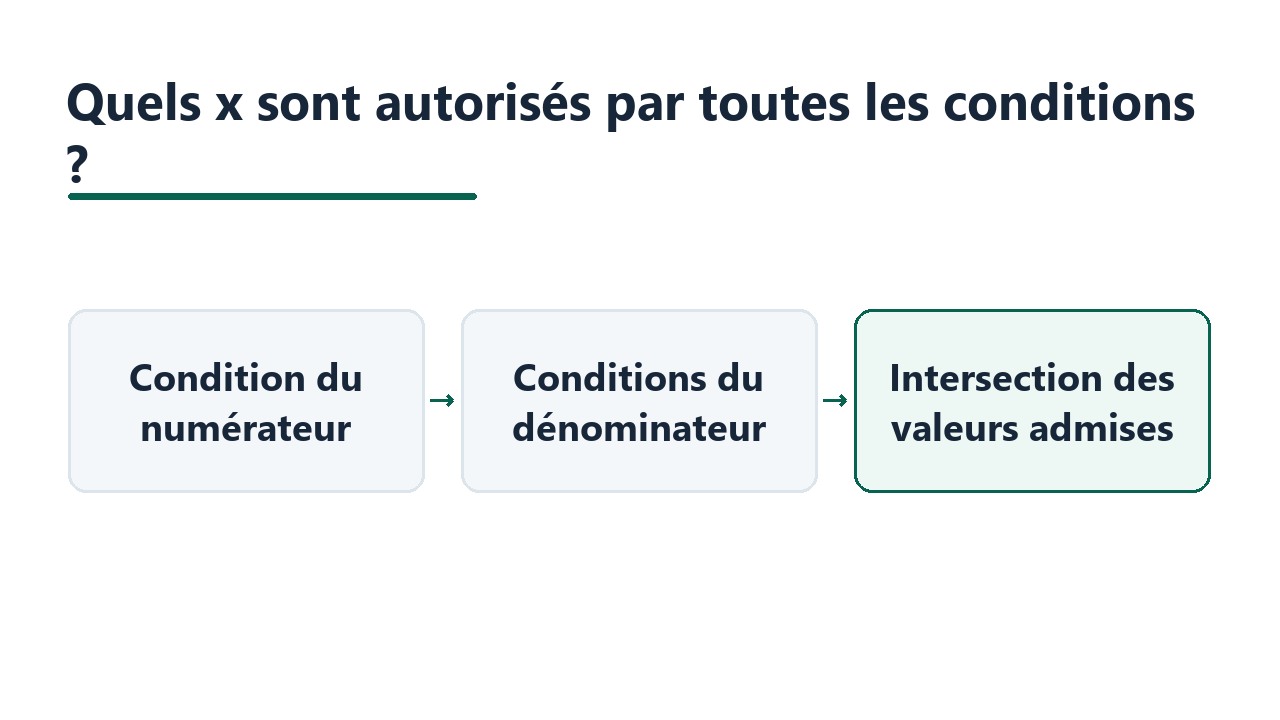 Quels x sont autorisés par toutes les conditions
?
Condition du
numérateur
→
Conditions du
dénominateur
→
Intersection des
valeurs admises